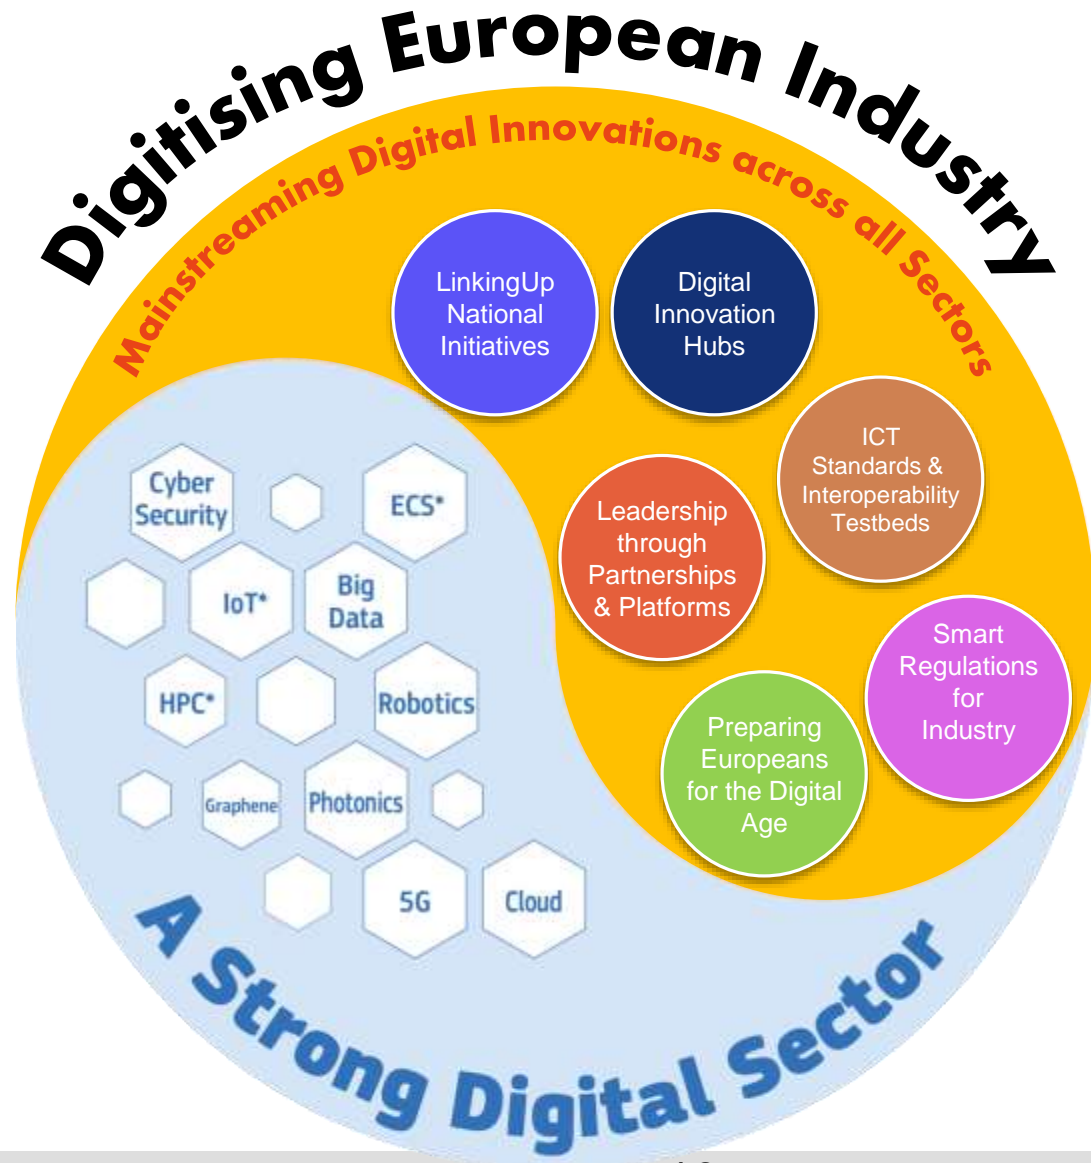 Digitising European Industry
Mainstreaming Digital Innovations across all Sectors
LinkingUp
National
Initiatives
Digital
Innovation
Hubs
ICT
Standards &
Interoperability
Testbeds
Leadership
through
Partnerships
& Platforms
Smart
Regulations
for
Industry
Preparing
Europeans
for the Digital
Age
Cyber
Security
ECS*
IoT*
Big
Data
HPC*
Robotics
Graphene
Photonics
5G
Cloud
A Strong Digital Sector